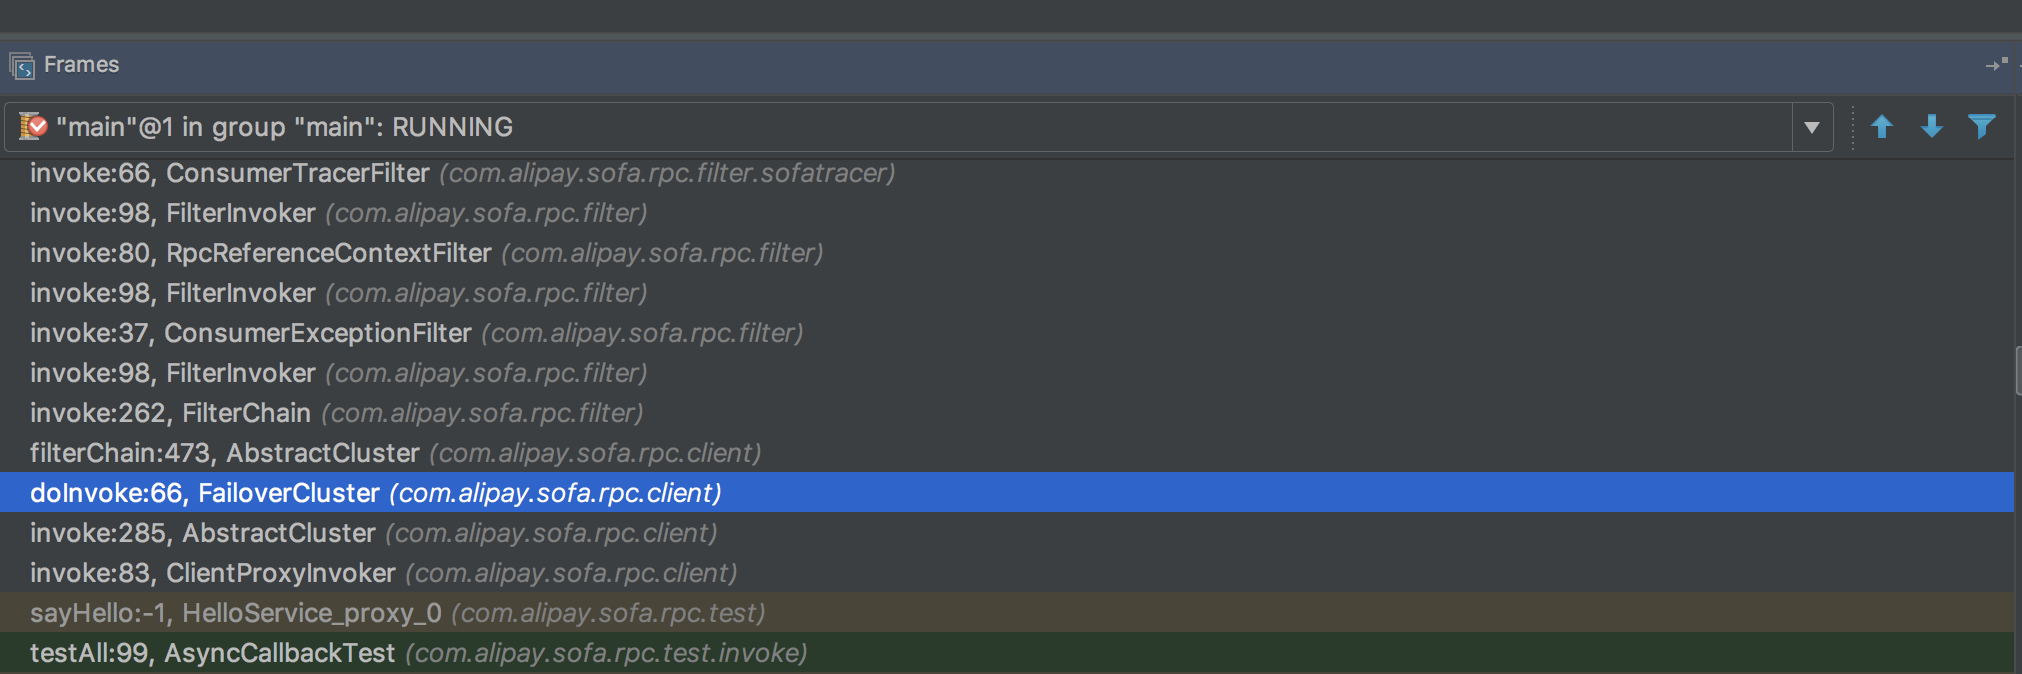 Frames
"main"@1 in group "main": RUNNING
invoke:66, ConsumerTracerFilter (com.alipay.sofa.rpc.filter.sofatracer)
invoke:98, FilterInvoker (com.alipay.sofa.rpc.filter)
invoke:80, RpcReferenceContextFilter (com.alipay.sofa.rpc.filter)
invoke:98, FilterInvoker (com.alipay.sofa.rpc.filter)
invoke:37, ConsumerExceptionFilter (com.alipay.sofa.rpc.filter)
invoke:98, FilterInvoker (com.alipay.sofa.rpc.filter)
invoke:262, FilterChain (com.alipay.sofa.rpc.filter)
filterChain:473, AbstractCluster (com.alipay.sofa.rpc.client)
doInvoke:66, FailoverCluster (com.alipay.sofa.rpc.client)
invoke:285, AbstractCluster (com.alipay.sofa.rpc.client)
invoke:83, ClientProxyInvoker (com.alipay.sofa.rpc.client)
sayHello:-1, HelloService_proxy_0 (com.alipay.sofa.rpc.test)
testAll:99, AsyncCallbackTest (com.alipay.sofa.rpc.test.invoke)